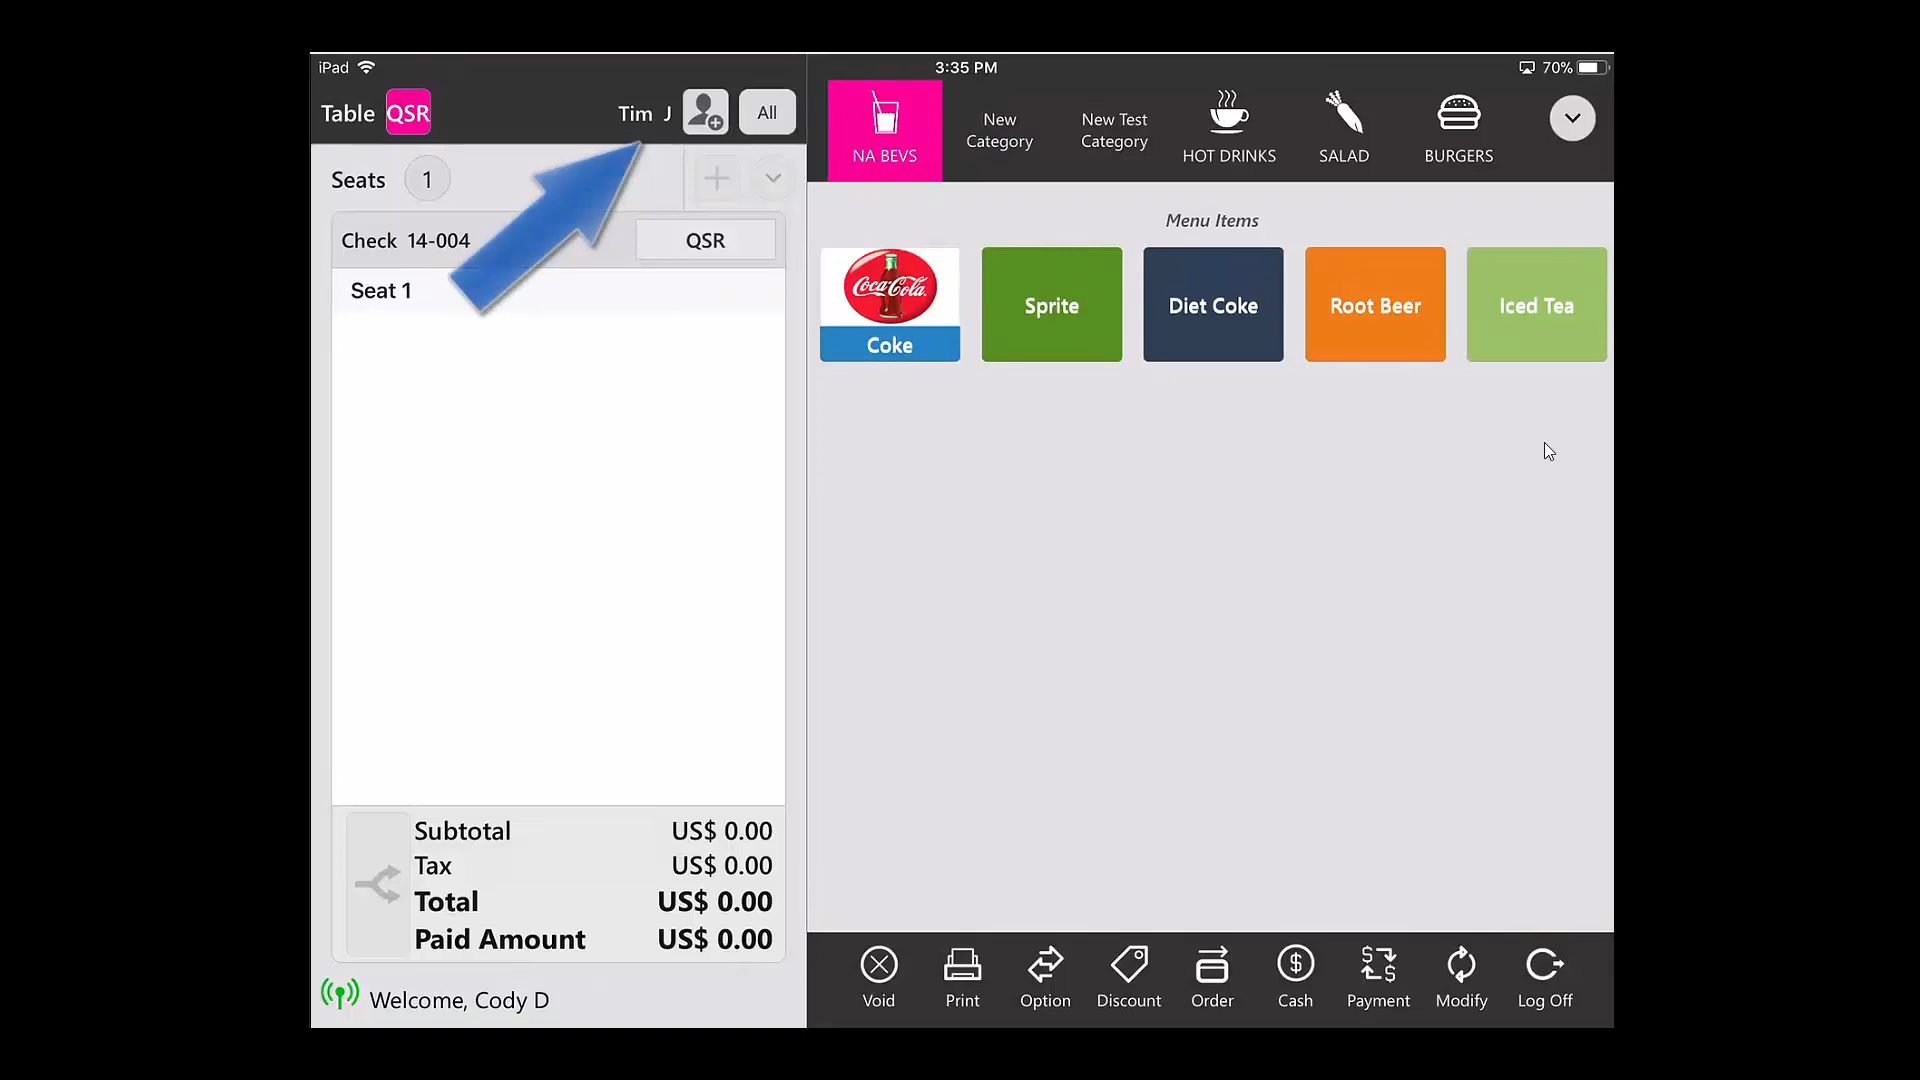 iPad
3:35 PM
70%
Table QSR
Tim J
All
NA BEVS
New Category
New Test Category
HOT DRINKS
SALAD
BURGERS
Seats 1
Check 14-004
QSR
Seat 1
Menu Items
Coca-Cola
Coke
Sprite
Diet Coke
Root Beer
Iced Tea
Subtotal US$ 0.00
Tax US$ 0.00
Total US$ 0.00
Paid Amount US$ 0.00
Welcome, Cody D
Void
Print
Option
Discount
Order
Cash
Payment
Modify
Log Off